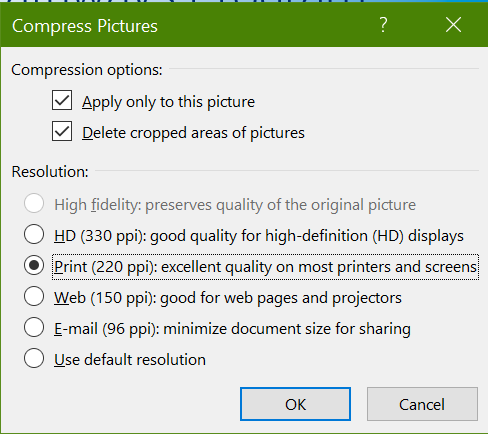 Compress Pictures ? ×
Compression options:
Apply only to this picture
Delete cropped areas of pictures
Resolution:
High fidelity: preserves quality of the original picture
HD (330 ppi): good quality for high-definition (HD) displays
Print (220 ppi): excellent quality on most printers and screens
Web (150 ppi): good for web pages and projectors
E-mail (96 ppi): minimize document size for sharing
Use default resolution
OK Cancel